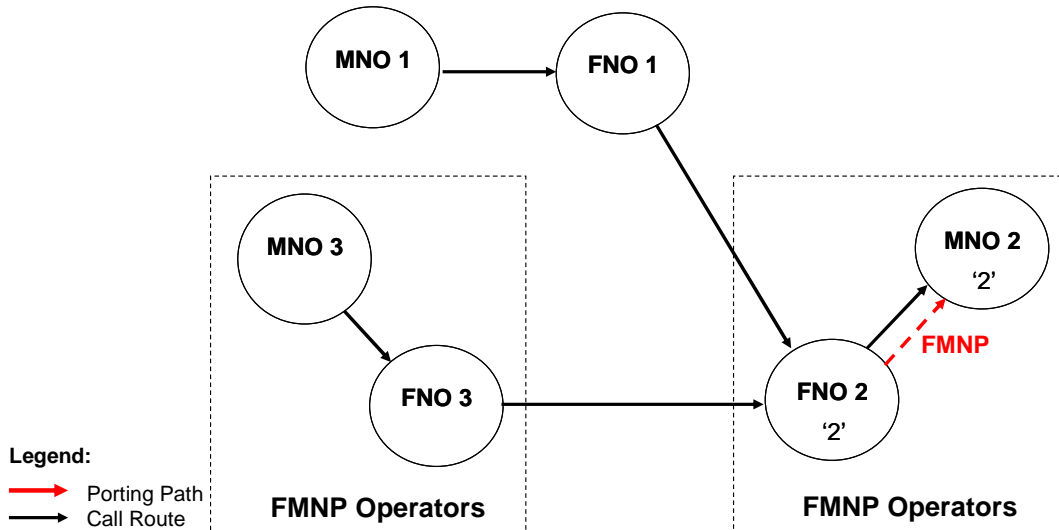 MNO 1
FNO 1
MNO 3
MNO 2
‘2’
FMNP
FNO 3
FNO 2
‘2’
Legend:
Porting Path
Call Route
FMNP Operators
FMNP Operators